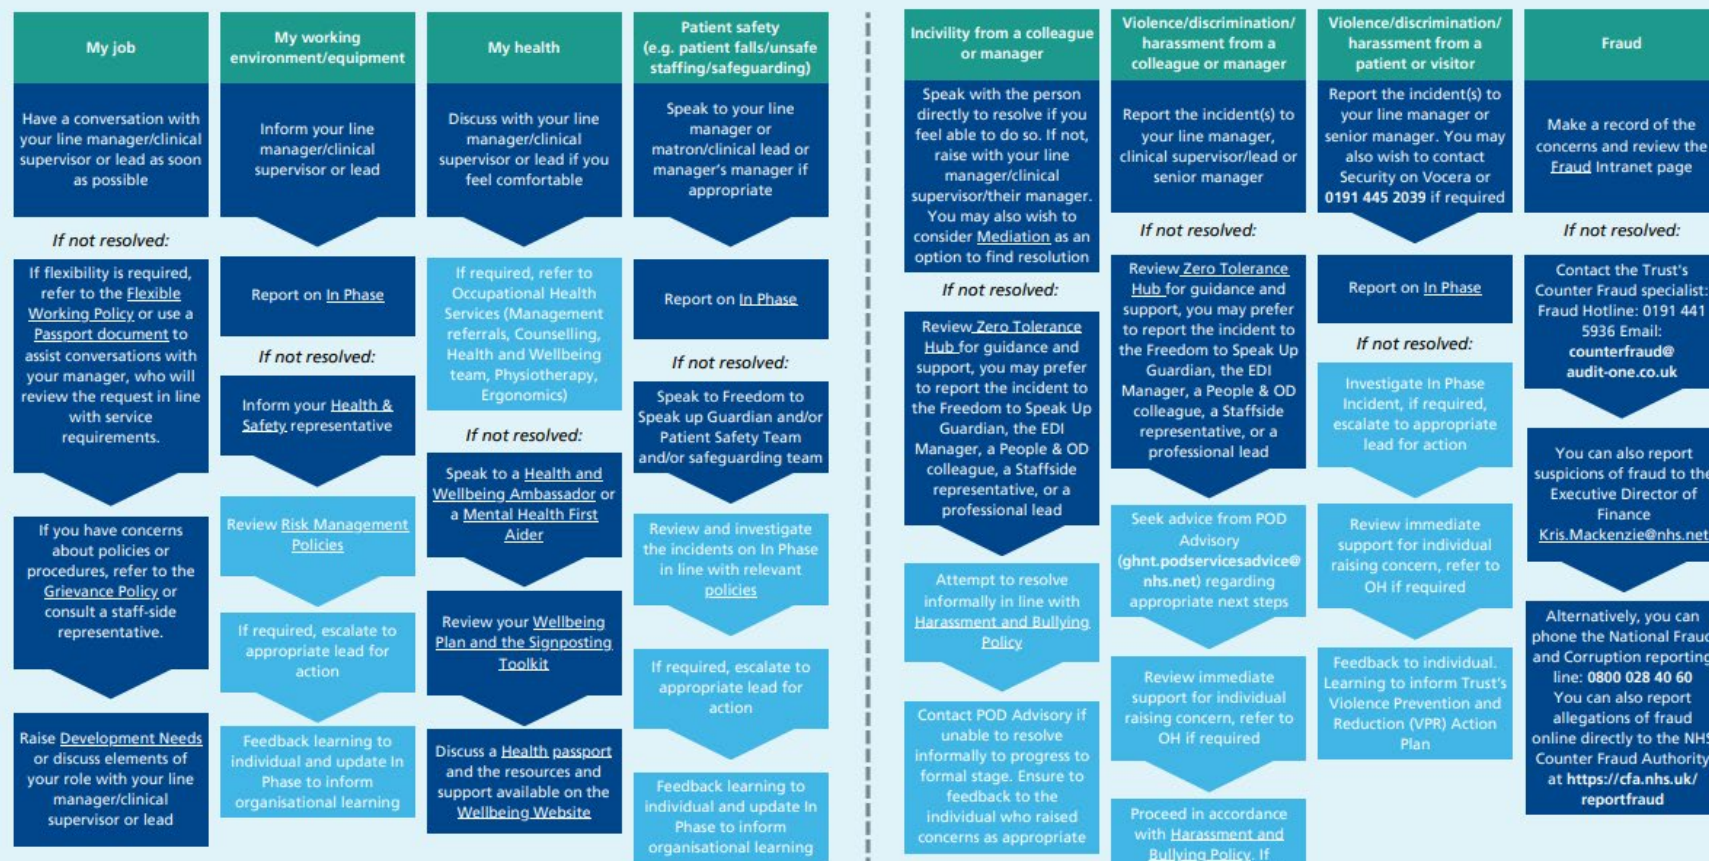 My job
Have a conversation with
your line manager/clinical
supervisor or lead as soon
as possible
If not resolved:
If flexibility is required,
refer to the Flexible
Working Policy or use a
Passport document to
assist conversations with
your manager, who will
review the request in line
with service
requirements.
If you have concerns
about policies or
procedures, refer to the
Grievance Policy or
consult a staff-side
representative.
Raise Development Needs
or discuss elements of
your role with your line
manager/clinical
supervisor or lead
My working
environment/equipment
Inform your line
manager/clinical
supervisor or lead
Report on In Phase
If not resolved:
Inform your Health &
Safety representative
Review Risk Management
Policies
If required, escalate to
appropriate lead for
action
Feedback learning to
individual and update In
Phase to inform
organisational learning
My health
Discuss with your line
manager/clinical
supervisor or lead if you
feel comfortable
If required, refer to
Occupational Health
Services (Management
referrals, Counselling,
Health and Wellbeing
team, Physiotherapy,
Ergonomics)
If not resolved:
Speak to a Health and
Wellbeing Ambassador or
a Mental Health First
Aider
Review your Wellbeing
Plan and the Signposting
Toolkit
Discuss a Health passport
and the resources and
support available on the
Wellbeing Website
Patient safety
(e.g. patient falls/unsafe
staffing/safeguarding)
Speak to your line
manager or
matron/clinical lead or
manager's manager if
appropriate
Report on In Phase
If not resolved:
Speak to Freedom to
Speak up Guardian and/or
Patient Safety Team
and/or safeguarding team
Review and investigate
the incidents on In Phase
in line with relevant
policies
If required, escalate to
appropriate lead for
action
Feedback learning to
individual and update In
Phase to inform
organisational learning
Incivility from a colleague
or manager
Speak with the person
directly to resolve if you
feel able to do so. If not,
raise with your line
manager/clinical
supervisor/their manager.
You may also wish to
consider Mediation as an
option to find resolution
If not resolved:
Review Zero Tolerance
Hub for guidance and
support, you may prefer
to report the incident to
the Freedom to Speak Up
Guardian, the EDI
Manager, a People & OD
colleague, a Staffside
representative, or a
professional lead
Attempt to resolve
informally in line with
Harassment and Bullying
Policy
Contact POD Advisory if
unable to resolve
informally to progress to
formal stage. Ensure to
feedback to the
individual who raised
concerns as appropriate
Violence/discrimination/
harassment from a
colleague or manager
Report the incident(s) to
your line manager,
clinical supervisor/lead or
senior manager
If not resolved:
Review Zero Tolerance
Hub for guidance and
support, you may prefer
to report the incident to
the Freedom to Speak Up
Guardian, the EDI
Manager, a People & OD
colleague, a Staffside
representative, or a
professional lead
Seek advice from POD
Advisory
(ghnt.podservicesadvice@
nhs.net) regarding
appropriate next steps
Review immediate
support for individual
raising concern, refer to
OH if required
Proceed in accordance
with Harassment and
Bullying Policy. If
Violence/discrimination/
harassment from a
patient or visitor
Report the incident(s) to
your line manager or
senior manager. You may
also wish to contact
Security on Vocera or
0191 445 2039 if required
Report on In Phase
If not resolved:
Investigate In Phase
Incident, if required,
escalate to appropriate
lead for action
Review immediate
support for individual
raising concern, refer to
OH if required
Feedback to individual.
Learning to inform Trust's
Violence Prevention and
Reduction (VPR) Action
Plan
Fraud
Make a record of the
concerns and review the
Fraud Intranet page
If not resolved:
Contact the Trust's
Counter Fraud specialist:
Fraud Hotline: 0191 441
5936 Email:
counterfraud@
audit-one.co.uk
You can also report
suspicions of fraud to the
Executive Director of
Finance
Kris.Mackenzie@nhs.net
Alternatively, you can
phone the National Fraud
and Corruption reporting
line: 0800 028 40 60
You can also report
allegations of fraud
online directly to the NHS
Counter Fraud Authority
at https://cfa.nhs.uk/
reportfraud